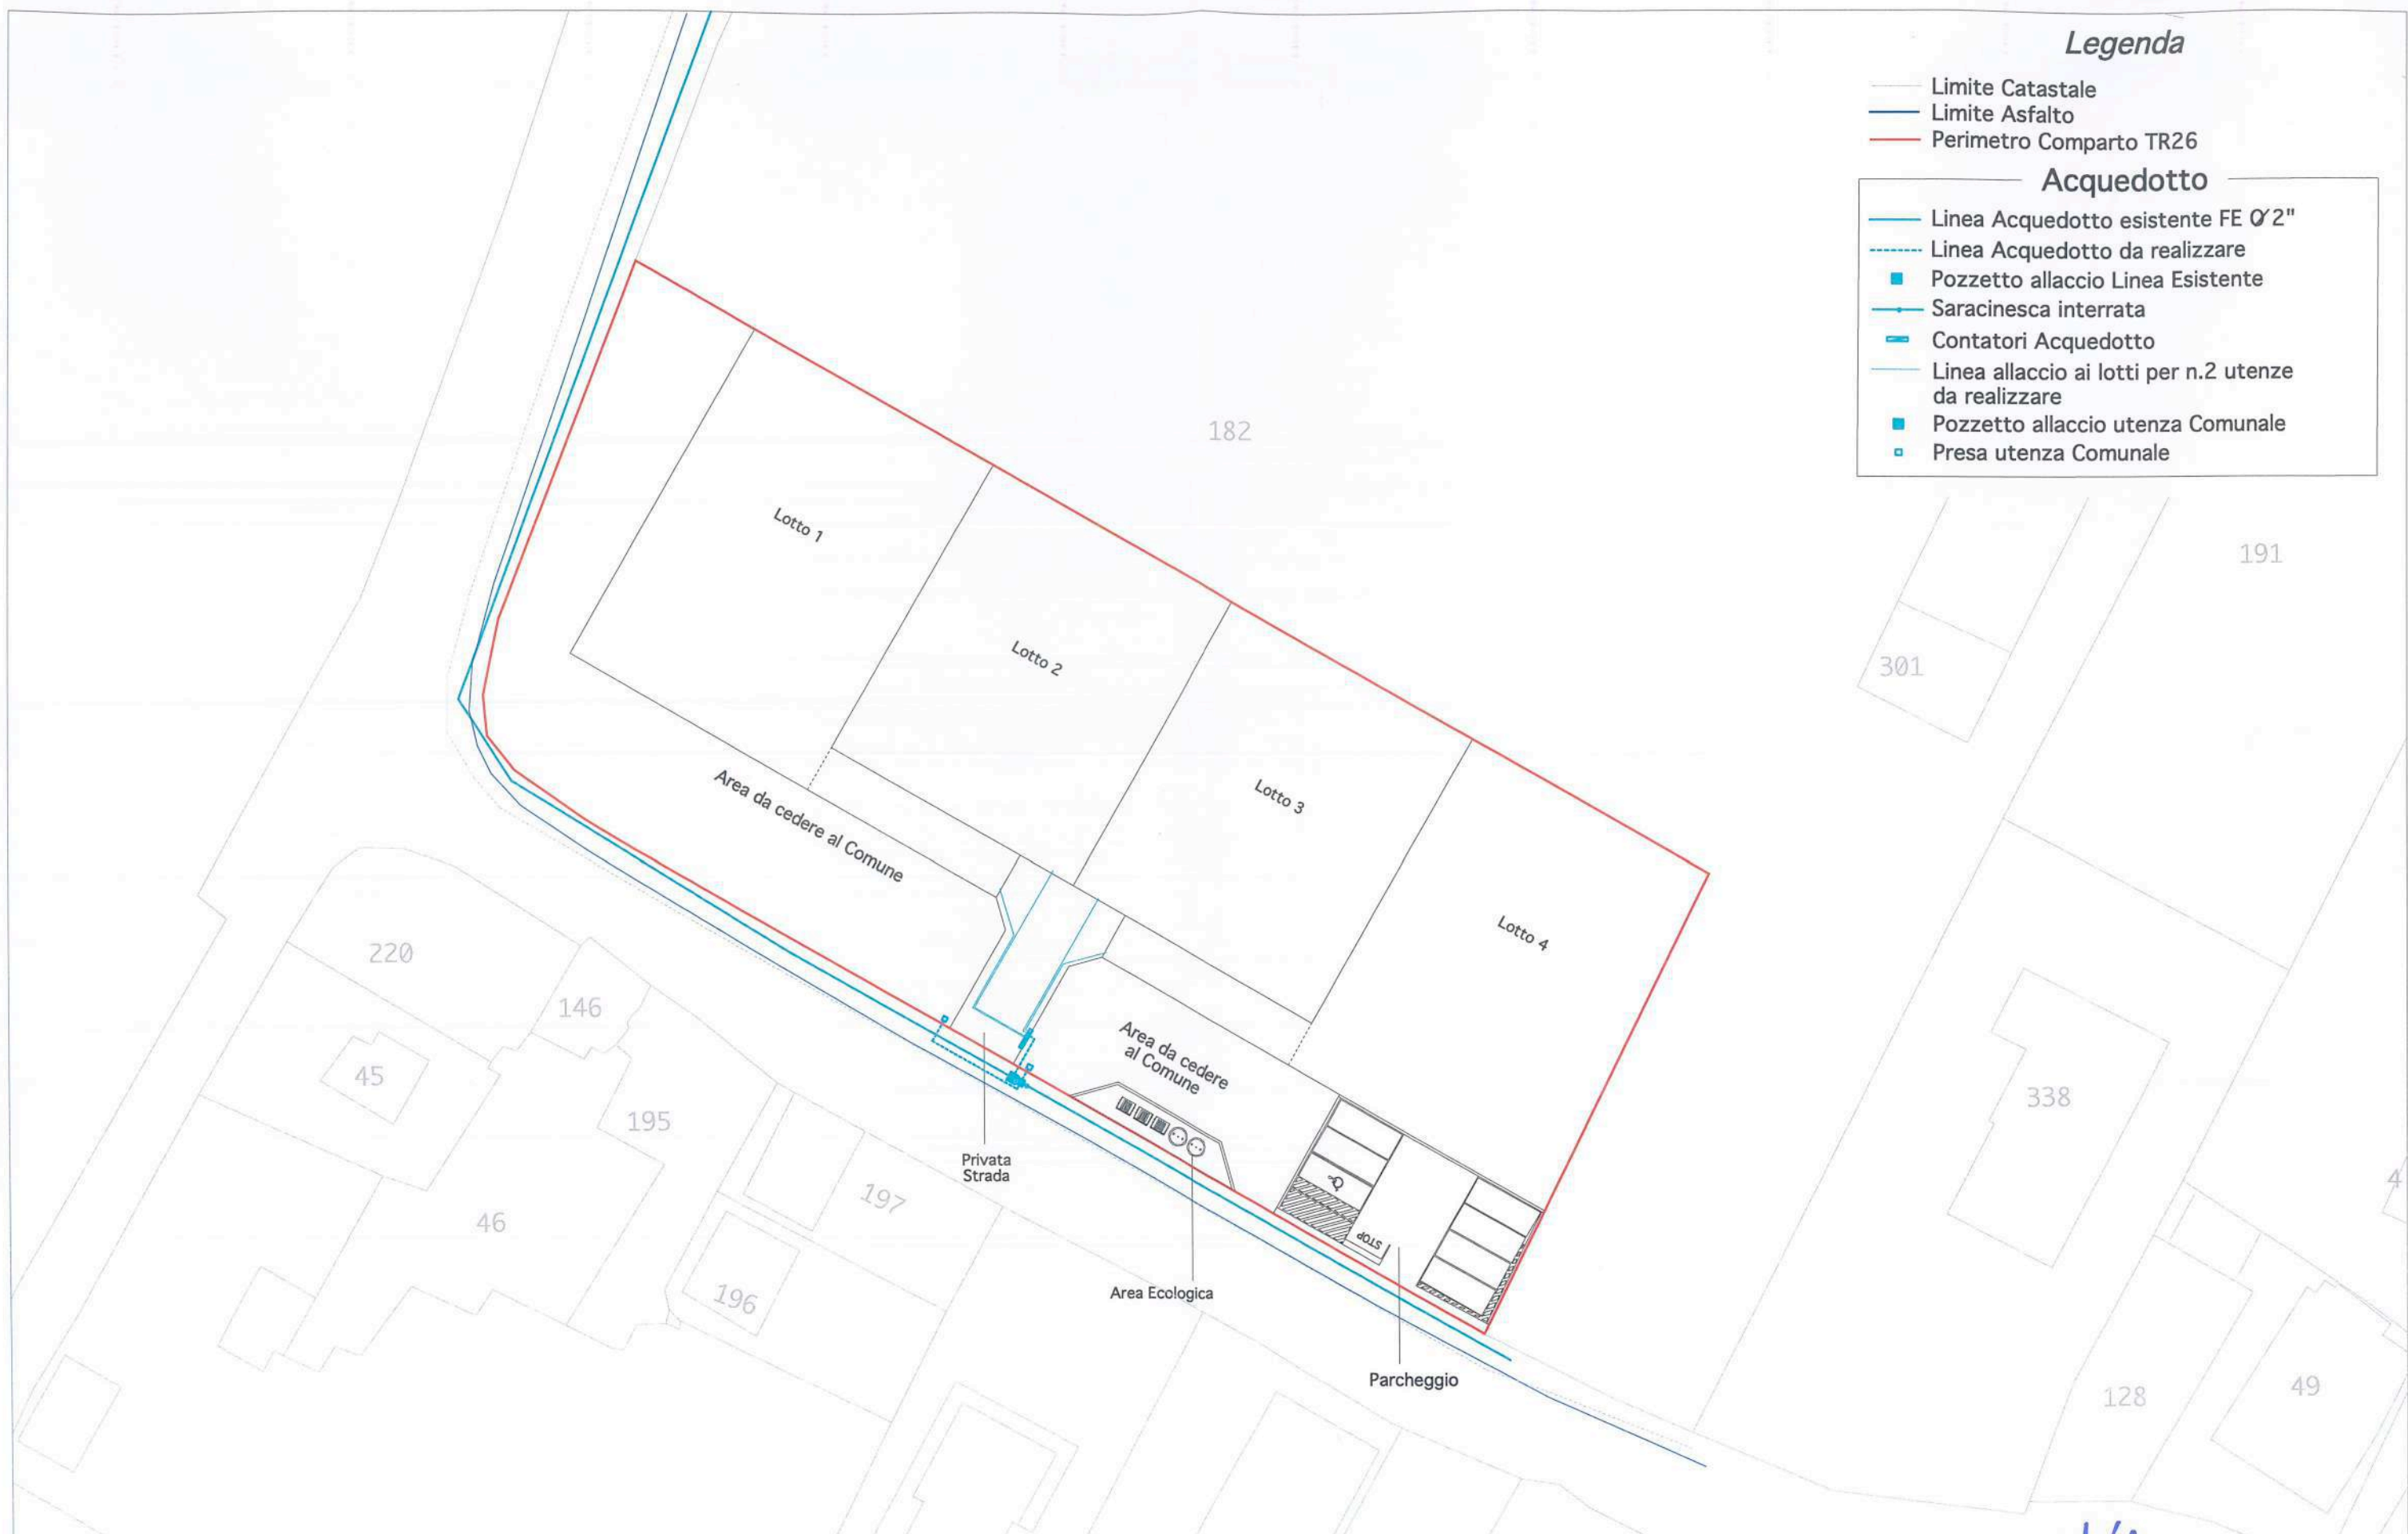 Legenda
Limite Catastale
Limite Asfalto
Perimetro Comparto TR26
Acquedotto
Linea Acquedotto esistente FE Ø 2"
Linea Acquedotto da realizzare
Pozzetto allaccio Linea Esistente
Saracinesca interrata
Contatori Acquedotto
Linea allaccio ai lotti per n.2 utenze
da realizzare
Pozzetto allaccio utenza Comunale
Presa utenza Comunale
182
191
301
Lotto 1
Lotto 2
Lotto 3
Lotto 4
Area da cedere al Comune
Area da cedere
al Comune
220
146
45
195
46
197
196
338
4
128
49
Privata
Strada
STOP
Area Ecologica
Parcheggio